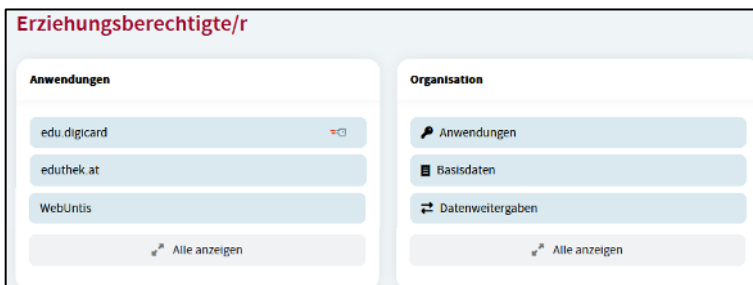 Erziehungsberechtigte/r
Anwendungen
edu.digicard
eduthek.at
WebUntis
Alle anzeigen
Organisation
Anwendungen
Basisdaten
Datenweitergaben
Alle anzeigen